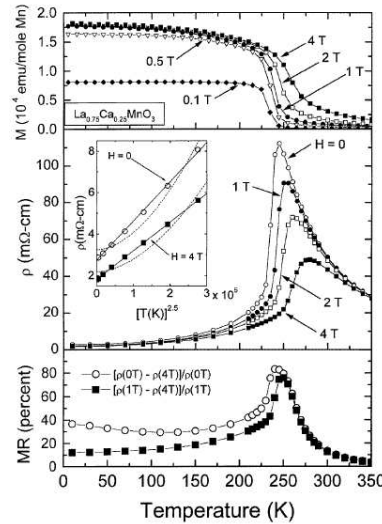 M (10⁻⁴ emu/mole Mn)
2.0
1.5
1.0
0.5
0.0
0.5 T
0.1 T
4 T
2 T
1 T
La₀.₇₅Ca₀.₂₅MnO₃
ρ (mΩ-cm)
120
100
80
60
40
20
0
H = 0
1 T
2 T
4 T
ρ(mΩ-cm)
8
6
4
2
H = 0
H = 4 T
0
1
2
3 x 10⁵
[T(K)]²·⁵
MR (percent)
80
60
40
20
0
[ρ(0T) - ρ(4T)]/ρ(0T)
[ρ(1T) - ρ(4T)]/ρ(1T)
0 50 100 150 200 250 300 350
Temperature (K)